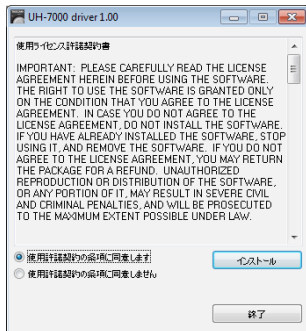 UH-7000 driver 1.00
使用ライセンス許諾契約書
IMPORTANT: PLEASE CAREFULLY READ THE LICENSE
AGREEMENT HEREIN BEFORE USING THE SOFTWARE.
THE RIGHT TO USE THE SOFTWARE IS GRANTED ONLY
ON THE CONDITION THAT YOU AGREE TO THE LICENSE
AGREEMENT. IN CASE YOU DO NOT AGREE TO THE
LICENSE AGREEMENT, DO NOT INSTALL THE SOFTWARE.
IF YOU HAVE ALREADY INSTALLED THE SOFTWARE, STOP
USING IT, AND REMOVE THE SOFTWARE. IF YOU DO NOT
AGREE TO THE LICENSE AGREEMENT, YOU MAY RETURN
THE PACKAGE FOR A REFUND. UNAUTHORIZED
REPRODUCTION OR DISTRIBUTION OF THE SOFTWARE,
OR ANY PORTION OF IT, MAY RESULT IN SEVERE CIVIL
AND CRIMINAL PENALTIES, AND WILL BE PROSECUTED
TO THE MAXIMUM EXTENT POSSIBLE UNDER LAW.
使用許諾契約の条項に同意します
インストール
使用許諾契約の条項に同意しません
終了